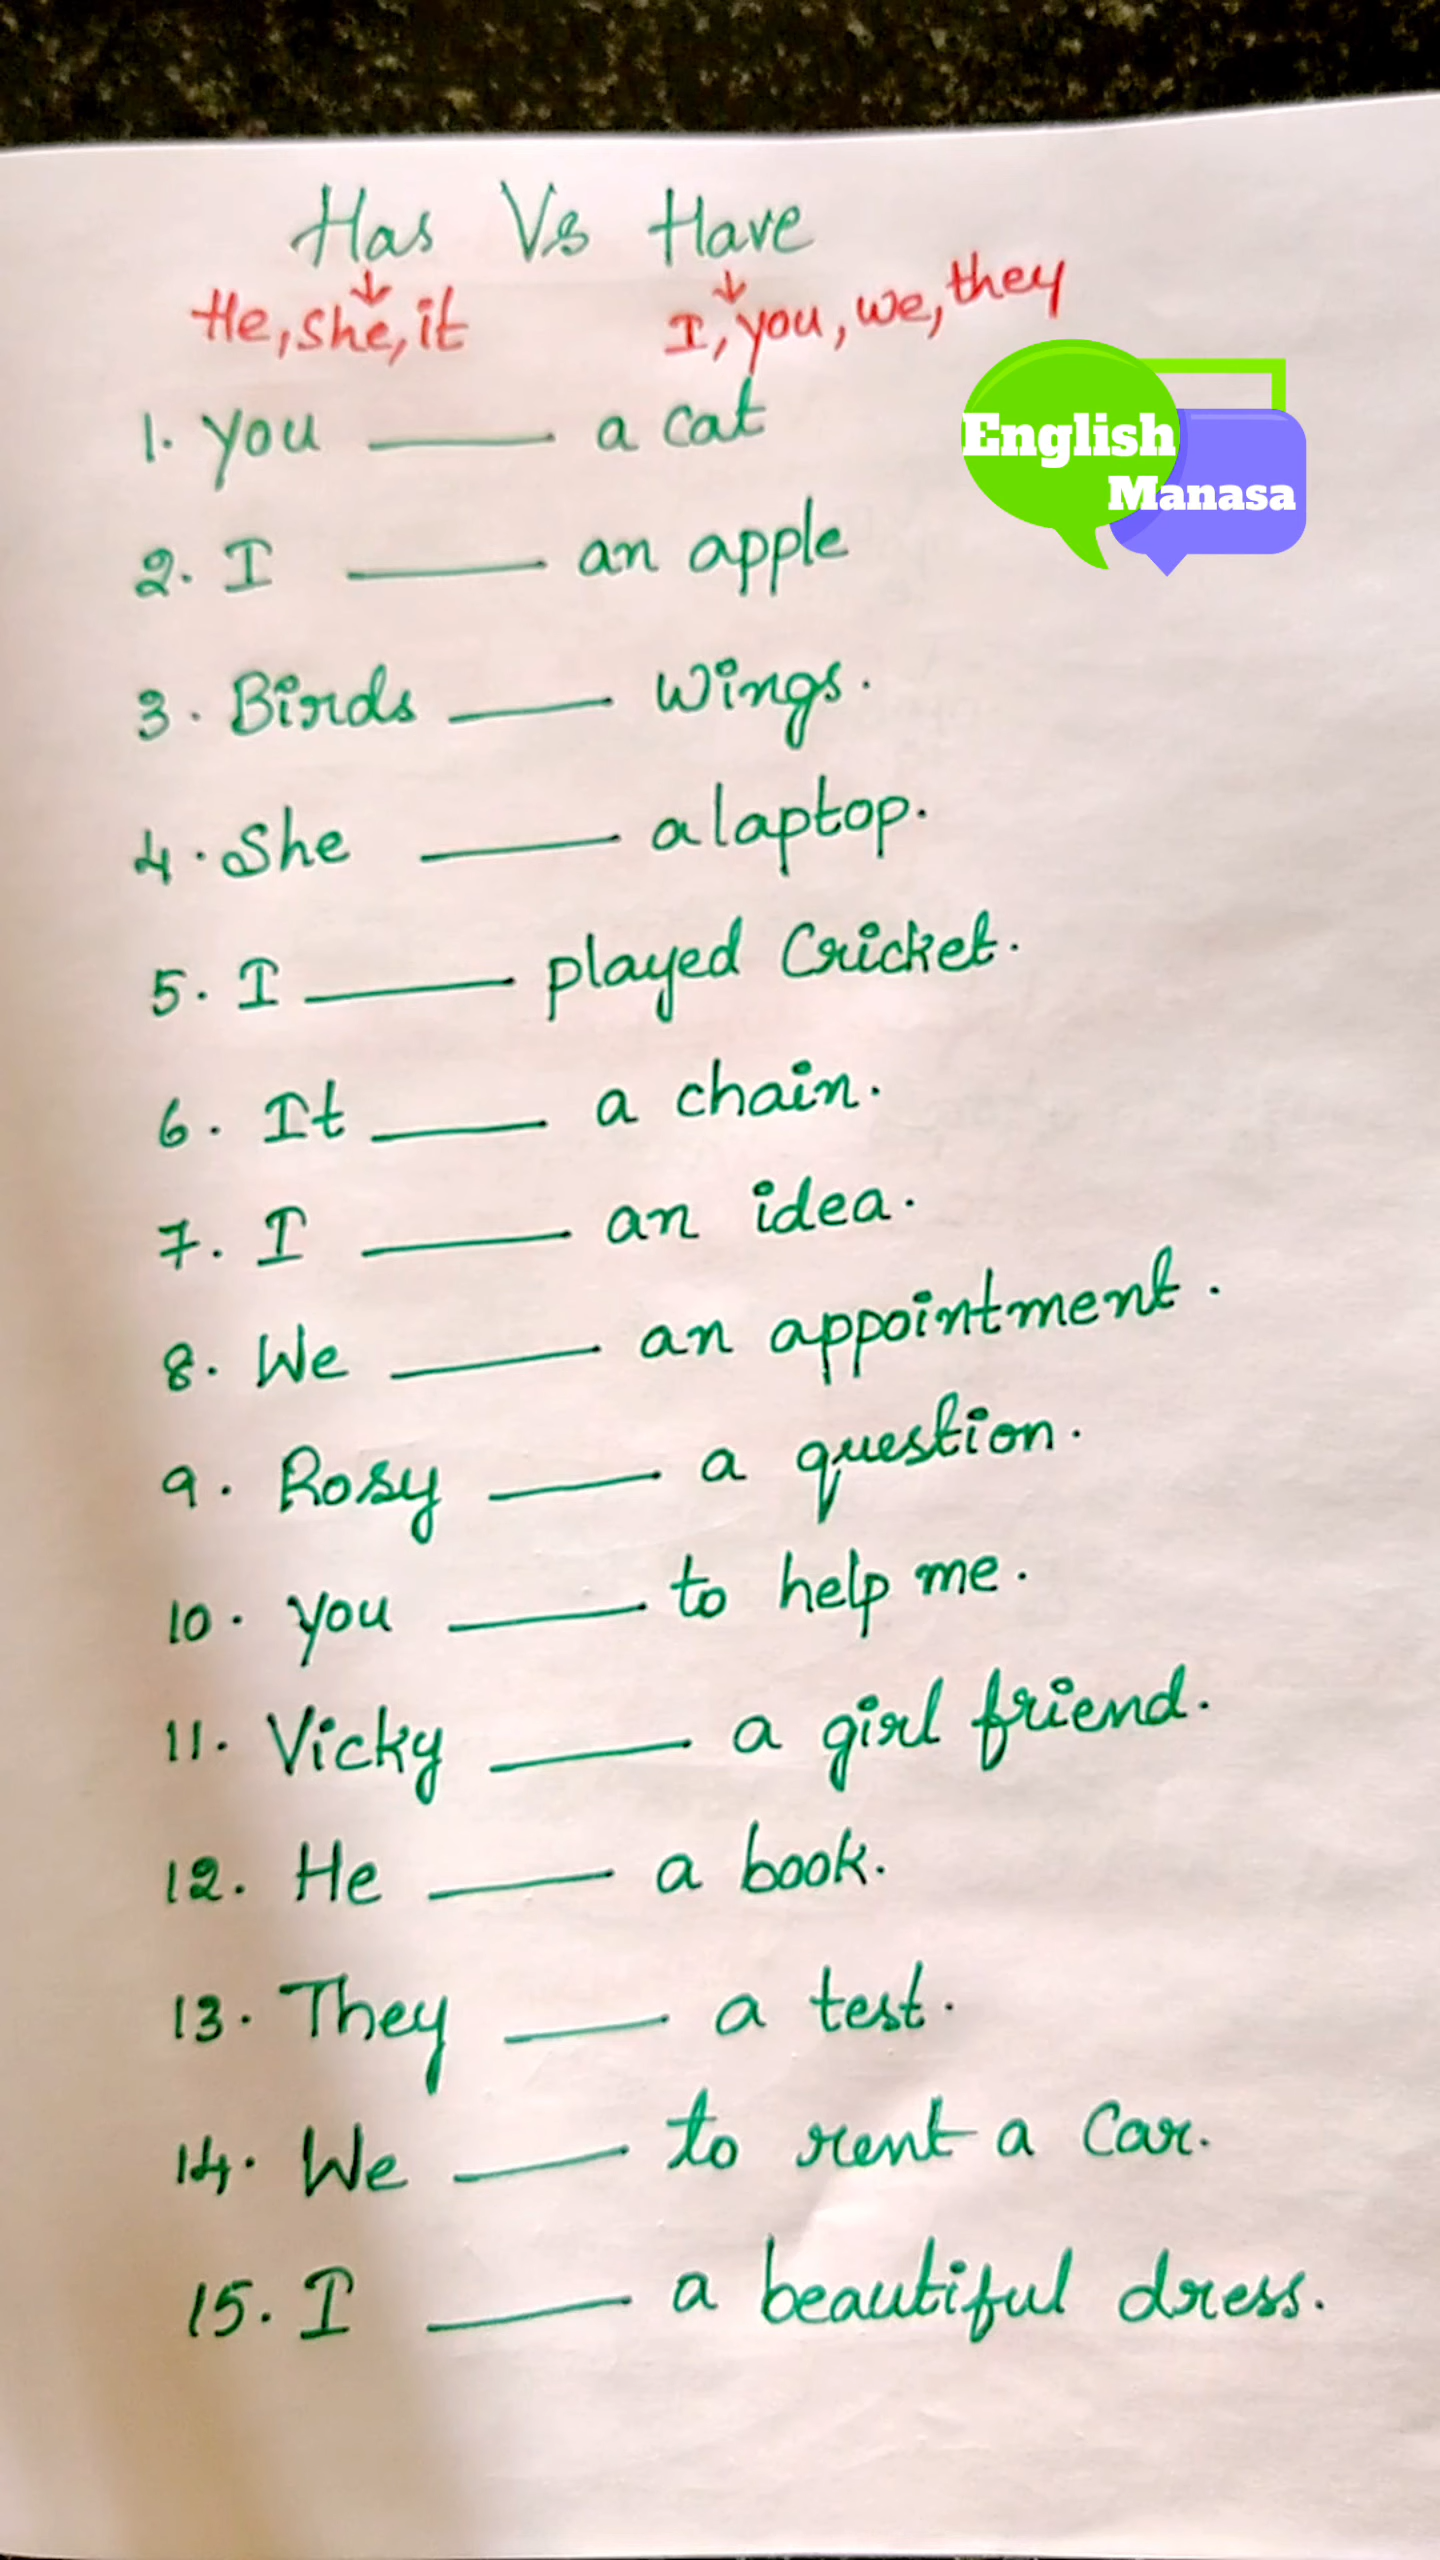 Has Vs Have
He, she, it I, you, we, they
English
Manasa
1. you ____ a cat
2. I ____ an apple
3. Birds ____ wings.
4. She ____ a laptop.
5. I ____ played Cricket.
6. It ____ a chain.
7. I ____ an idea.
8. We ____ an appointment.
9. Rosy ____ a question.
10. you ____ to help me.
11. Vicky ____ a girl friend.
12. He ____ a book.
13. They ____ a test.
14. We ____ to rent a Car.
15. I ____ a beautiful dress.